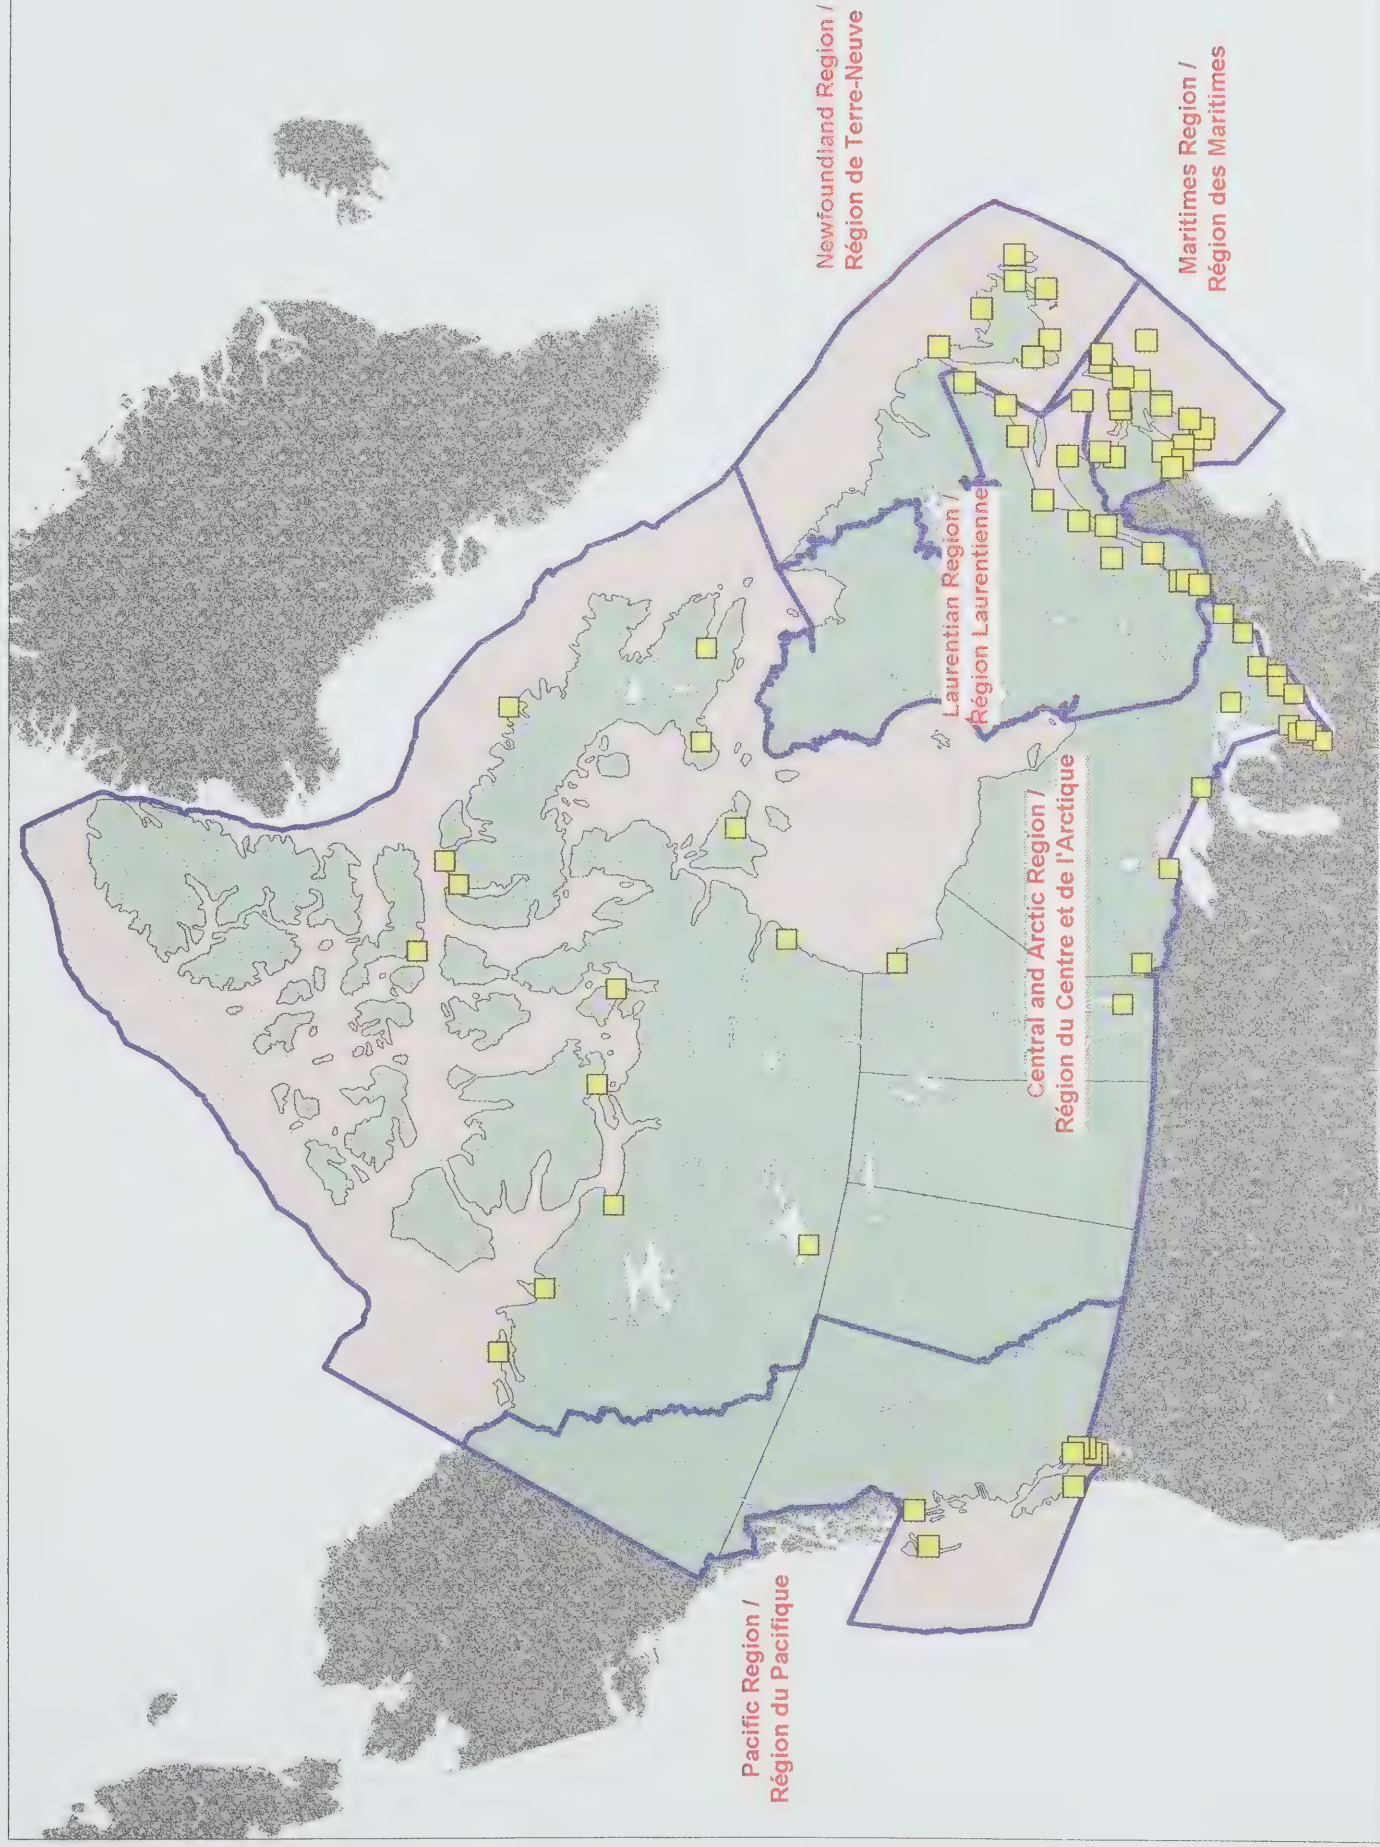 Newfoundland Region /
Région de Terre-Neuve
Maritimes Region /
Région des Maritimes
Laurentian Region /
Région Laurentienne
Central and Arctic Region /
Région du Centre et de l'Arctique
Pacific Region /
Région du Pacifique